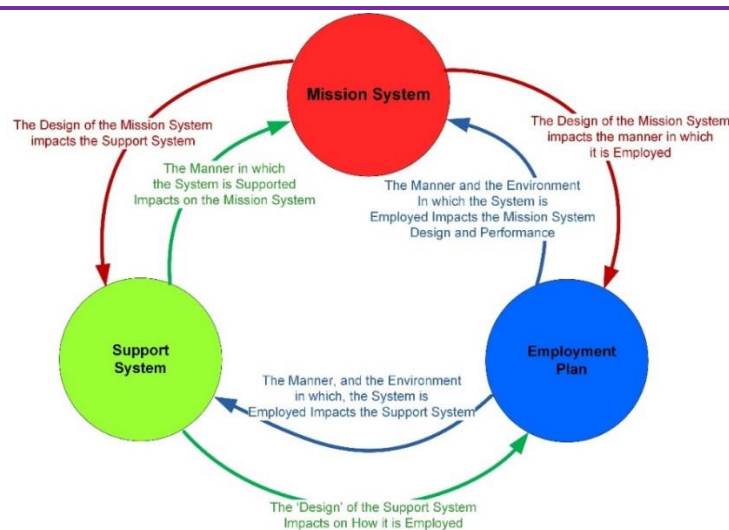 Mission System
The Design of the Mission System
impacts the Support System
The Design of the Mission System
impacts the manner in which
it is Employed
The Manner in which
the System is Supported
Impacts on the Mission System
The Manner and the Environment
In which the System is
Employed Impacts the Mission System
Design and Performance
Support
System
Employment
Plan
The Manner, and the Environment
in which, the System is
Employed Impacts the Support System
The 'Design' of the Support System
Impacts on How it is Employed